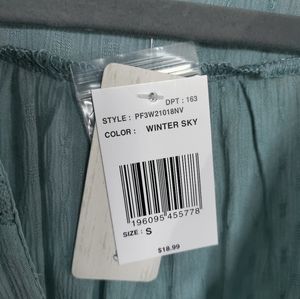 DPT : 163
STYLE : PF3W21018NV
COLOR : WINTER SKY
196095 455778
SIZE : S
$18.99